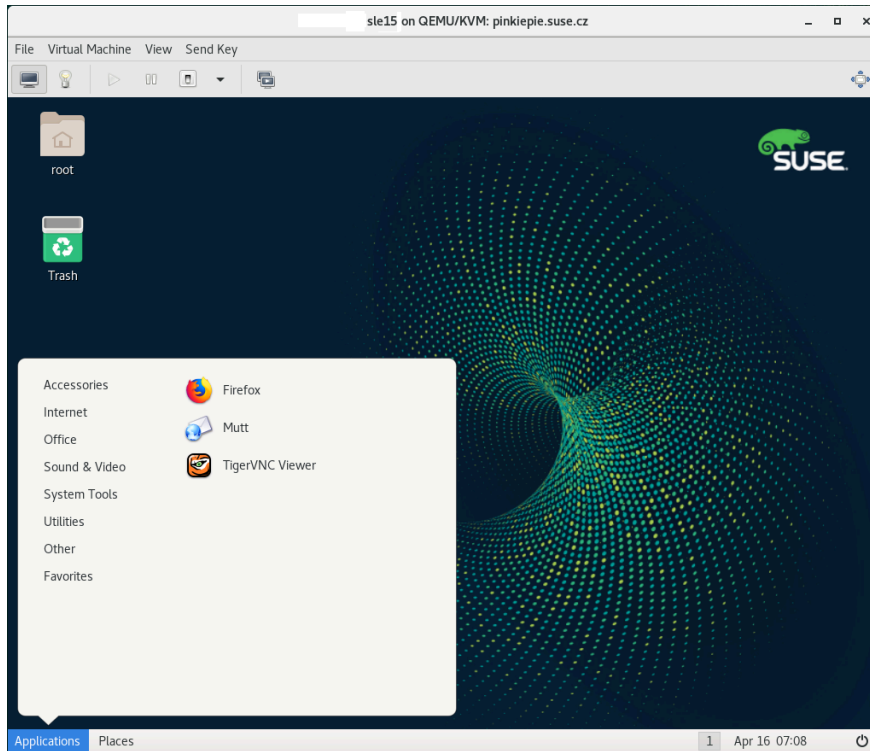 sle15 on QEMU/KVM: pinkiepie.suse.cz
File Virtual Machine View Send Key
root
SUSE
Trash
Accessories
Internet
Office
Sound & Video
System Tools
Utilities
Other
Favorites
Firefox
Mutt
TigerVNC Viewer
Applications Places 1 Apr 16 07:08